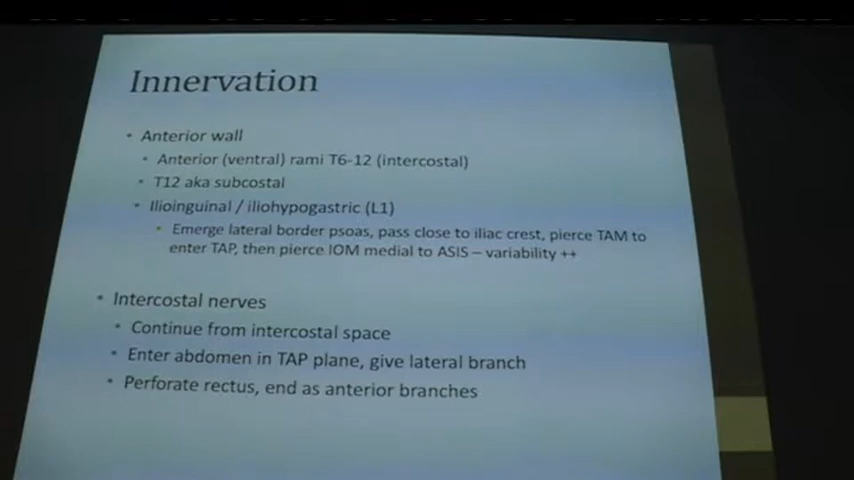 Innervation
• Anterior wall
• Anterior (ventral) rami T6-12 (intercostal)
• T12 aka subcostal
• Ilioinguinal / iliohypogastric (L1)
• Emerge lateral border psoas, pass close to iliac crest, pierce TAM to
enter TAP, then pierce IOM medial to ASIS – variability ++
• Intercostal nerves
• Continue from intercostal space
• Enter abdomen in TAP plane, give lateral branch
• Perforate rectus, end as anterior branches